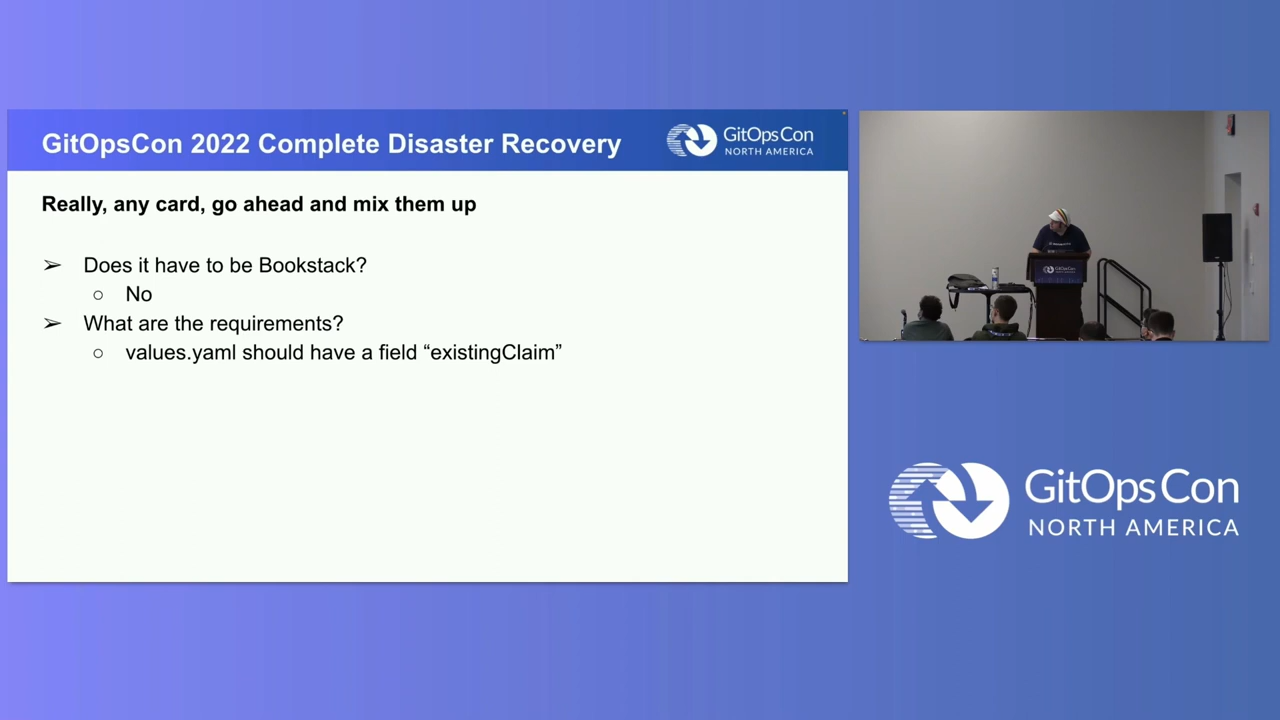 GitOpsCon 2022 Complete Disaster Recovery
GitOpsCon
NORTH AMERICA
Really, any card, go ahead and mix them up
➢ Does it have to be Bookstack?
○ No
➢ What are the requirements?
○ values.yaml should have a field “existingClaim”
GitOpsCon
NORTH AMERICA